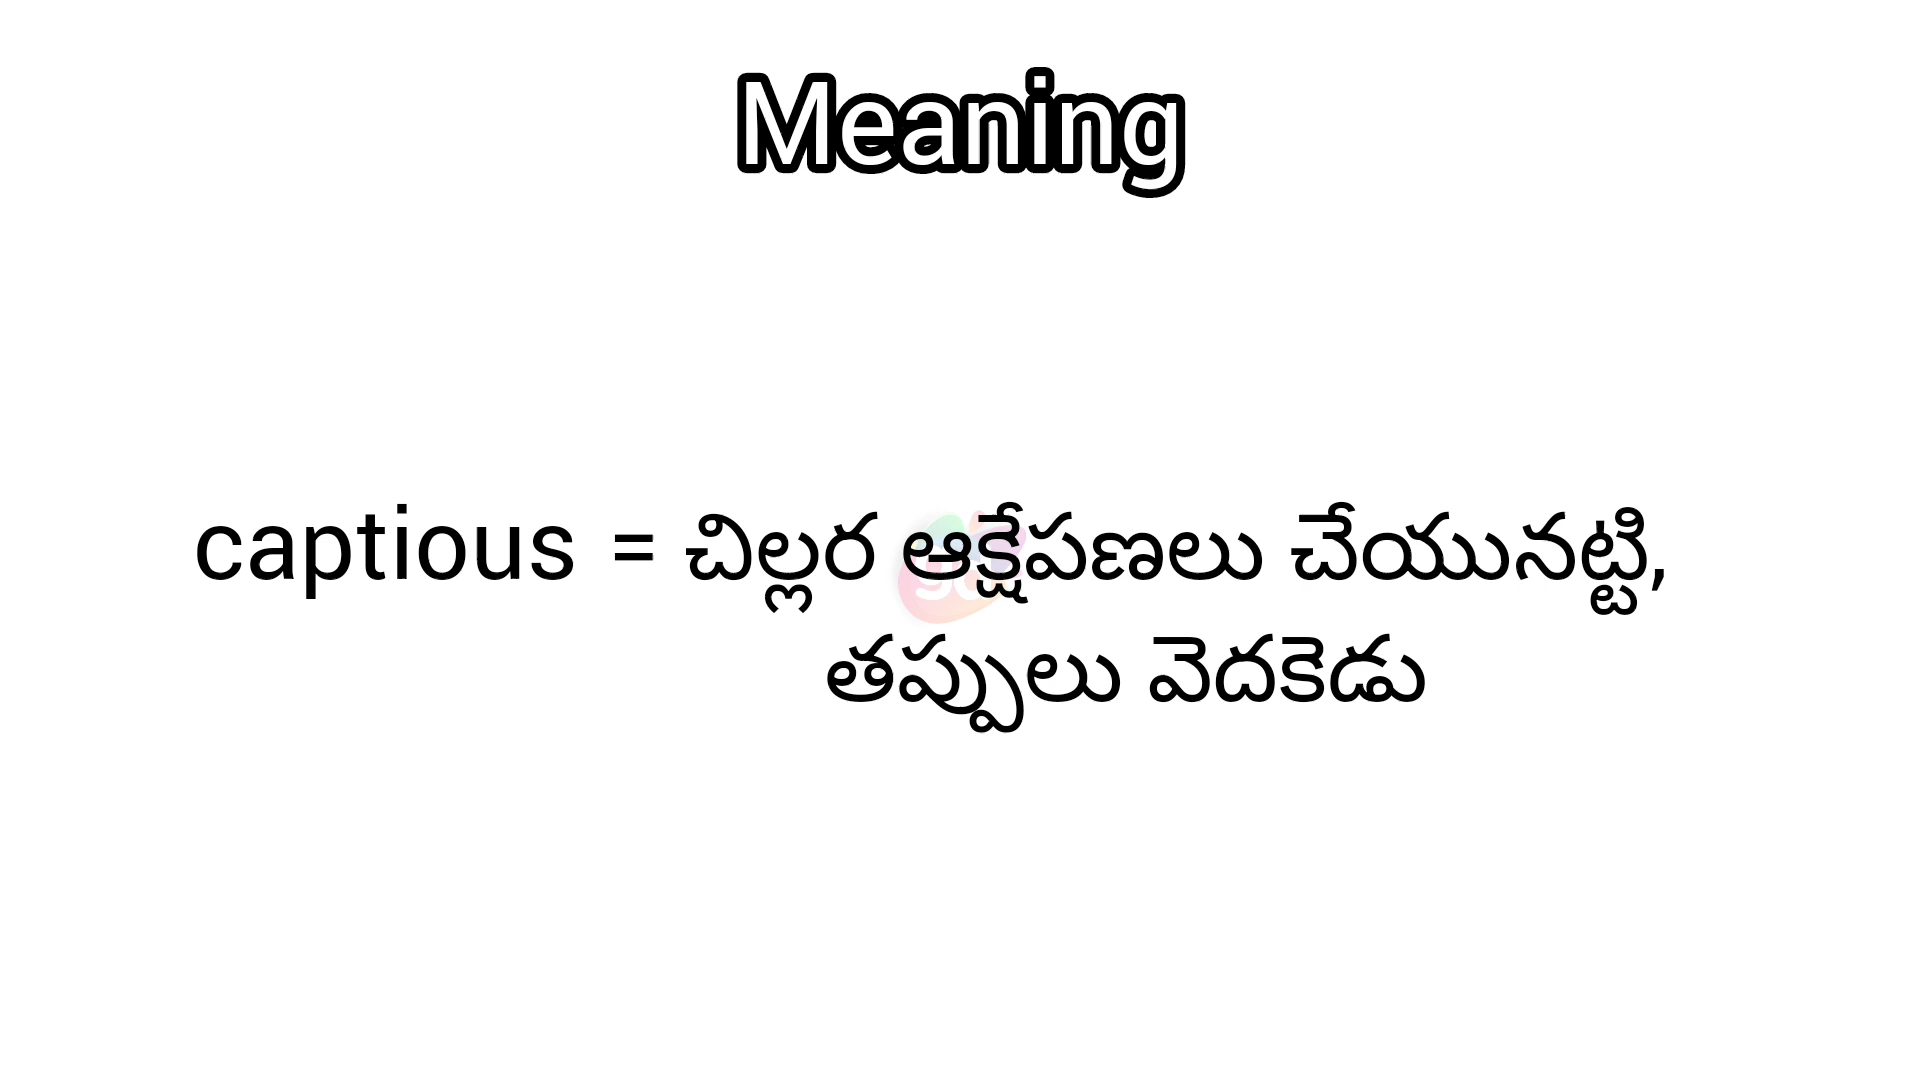 Meaning
captious = చిల్లర ఆక్షేపణలు చేయునట్టి,
తప్పులు వెదకెడు